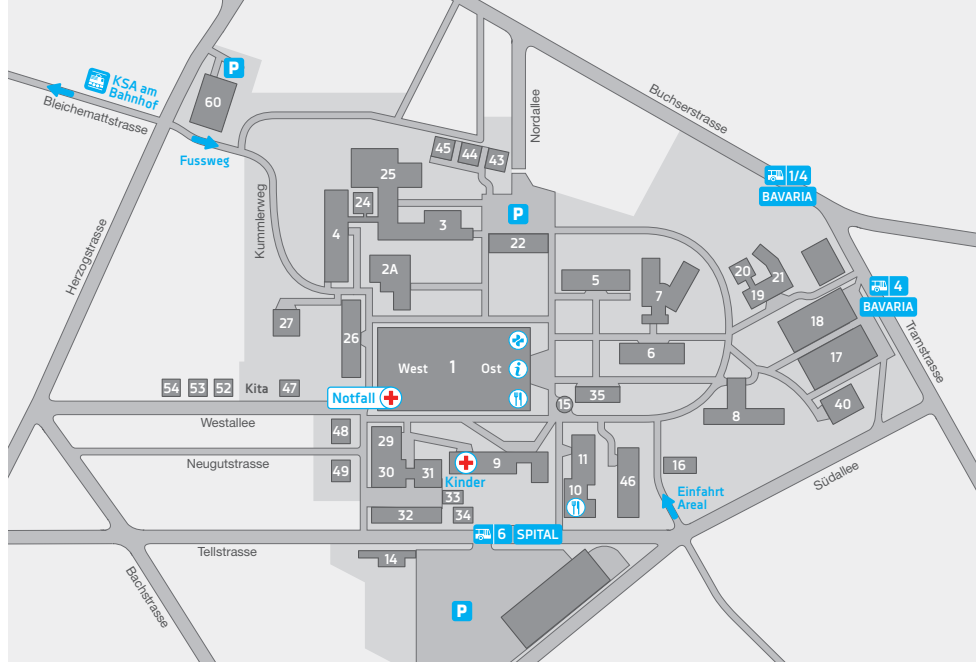 P
KSA am
Bahnhof
Bleichemattstrasse
60
Fussweg
Nordallee
Buchserstrasse
45
44
43
25
1/4
BAVARIA
24
Kummlerweg
Herzogstrasse
P
4
3
22
2A
5
7
20
21
19
4
BAVARIA
27
26
18
Tramstrasse
6
17
West
1
Ost
i
54
53
52
Kita
47
Notfall
35
15
40
8
Westallee
48
29
Neugutstrasse
49
30
31
9
11
16
46
Südallee
Kinder
33
10
Einfahrt
Areal
32
34
6
SPITAL
Tellstrasse
14
Bachstrasse
P